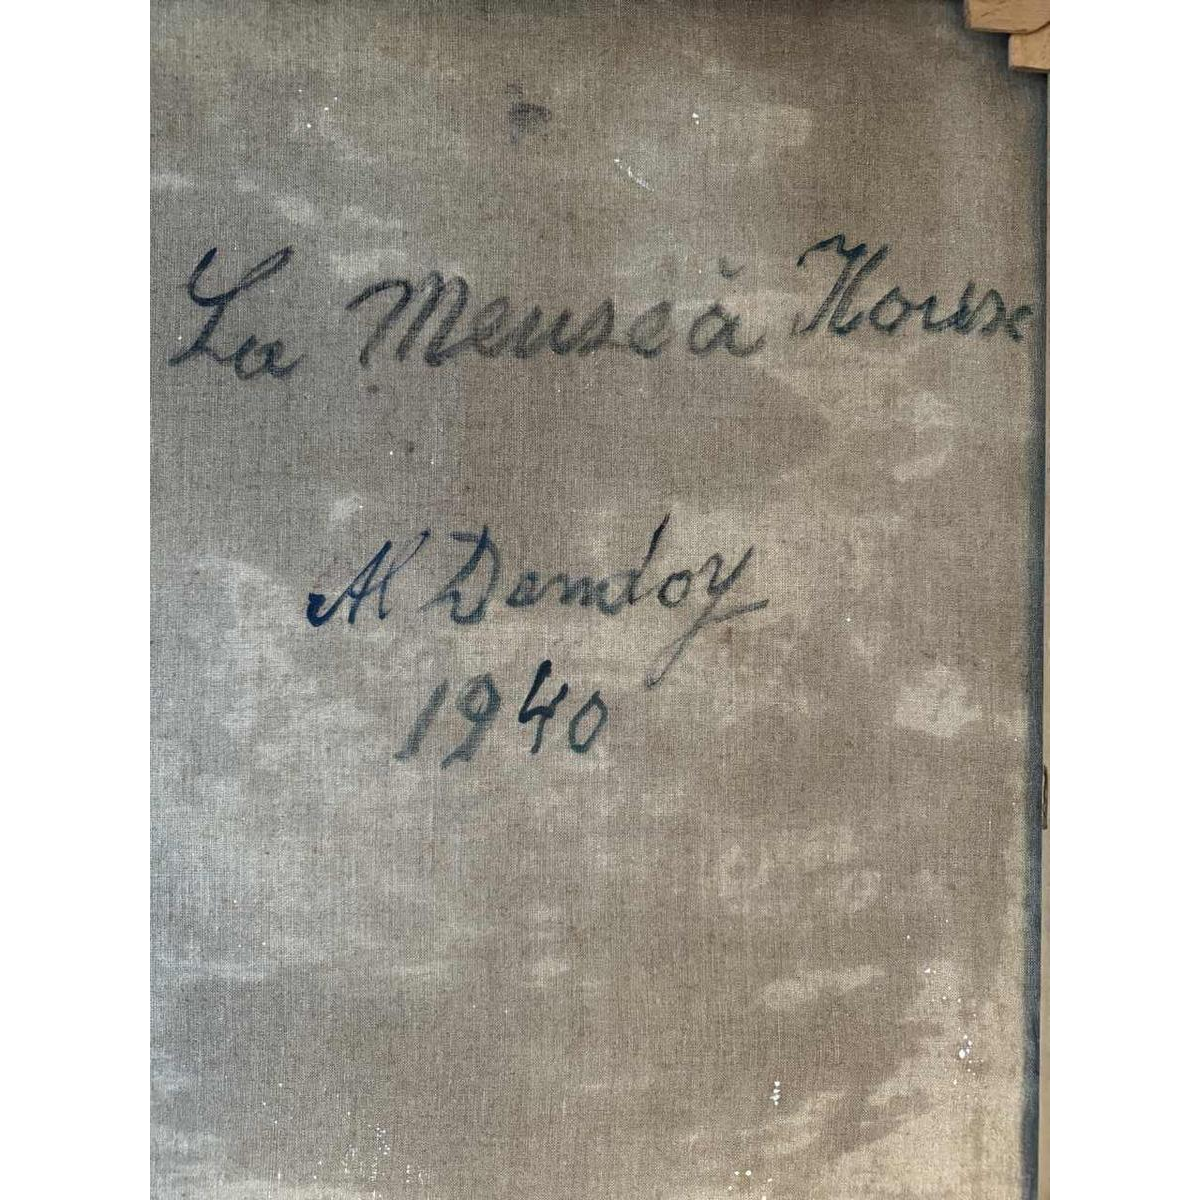 La Meuse à Houx
Al Dandoy
1940